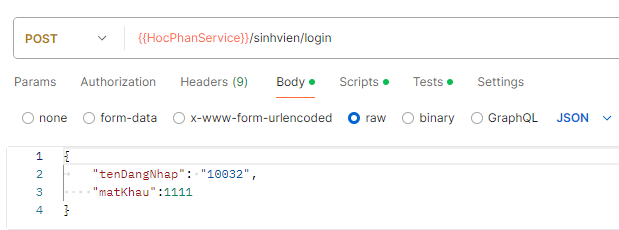 POST {{HocPhanService}}/sinhvien/login
Params Authorization Headers (9) Body Scripts Tests Settings
none form-data x-www-form-urlencoded raw binary GraphQL JSON
1 {
2 "tenDangNhap": "10032",
3 "matKhau":1111
4 }